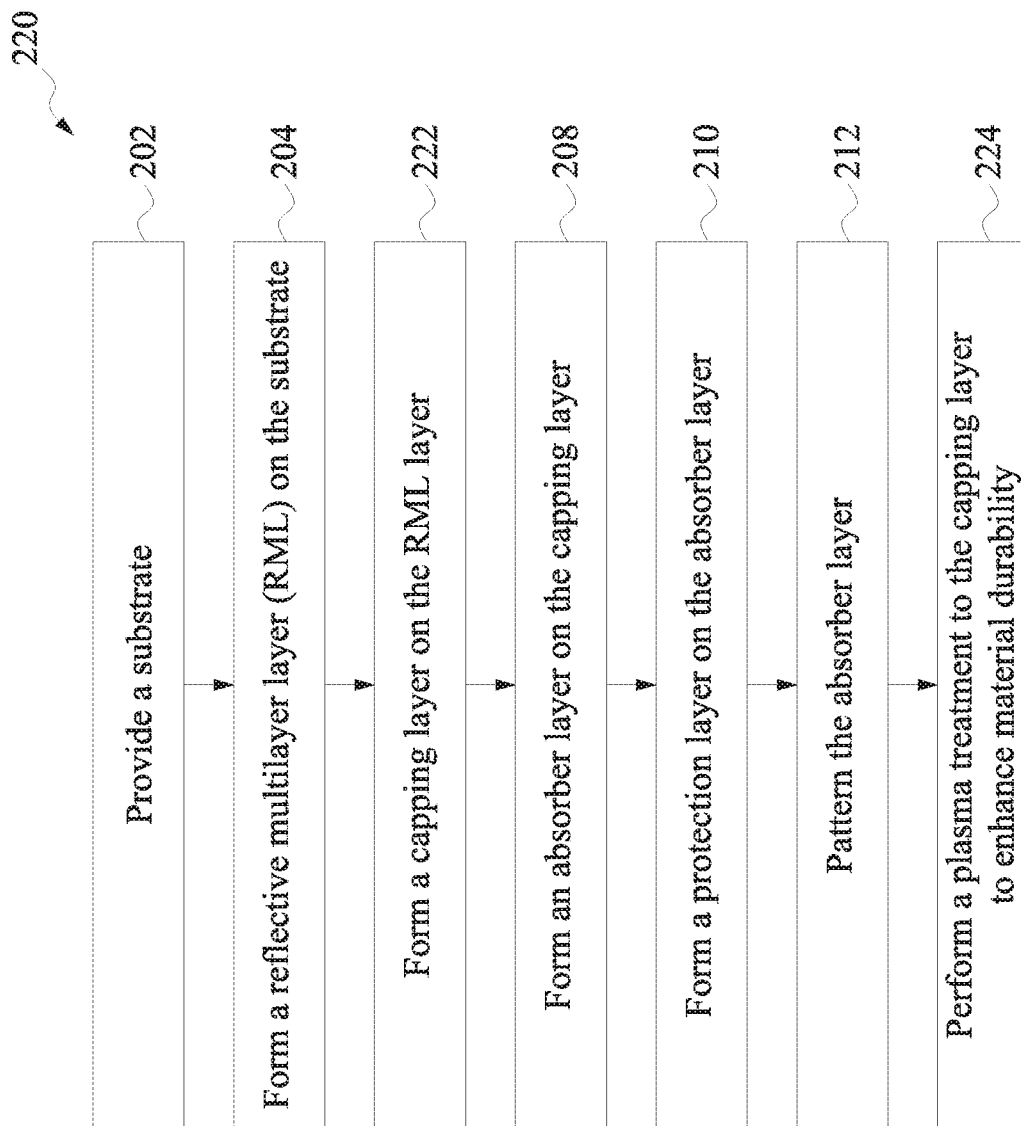 220
Provide a substrate
202
Form a reflective multilayer layer (RML) on the substrate
204
Form a capping layer on the RML layer
222
Form an absorber layer on the capping layer
208
Form a protection layer on the absorber layer
210
Pattern the absorber layer
212
Perform a plasma treatment to the capping layer
to enhance material durability
224